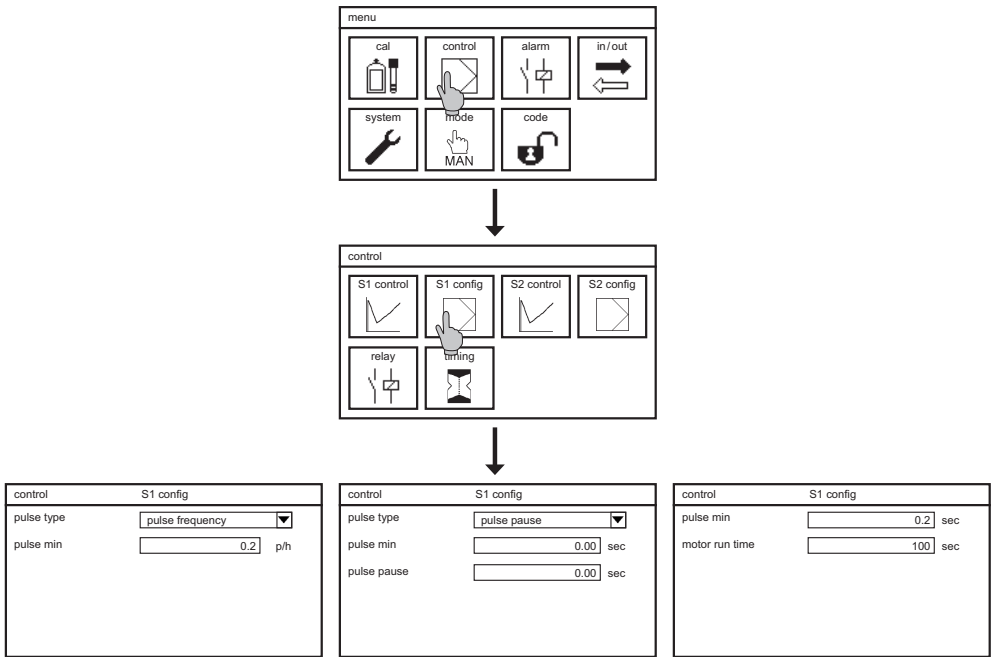 menu
cal control alarm in/out
system mode code
MAN
control
S1 control S1 config S2 control S2 config
relay timing
control S1 config
pulse type pulse frequency
pulse min 0.2 p/h
control S1 config
pulse type pulse pause
pulse min 0.00 sec
pulse pause 0.00 sec
control S1 config
pulse min 0.2 sec
motor run time 100 sec